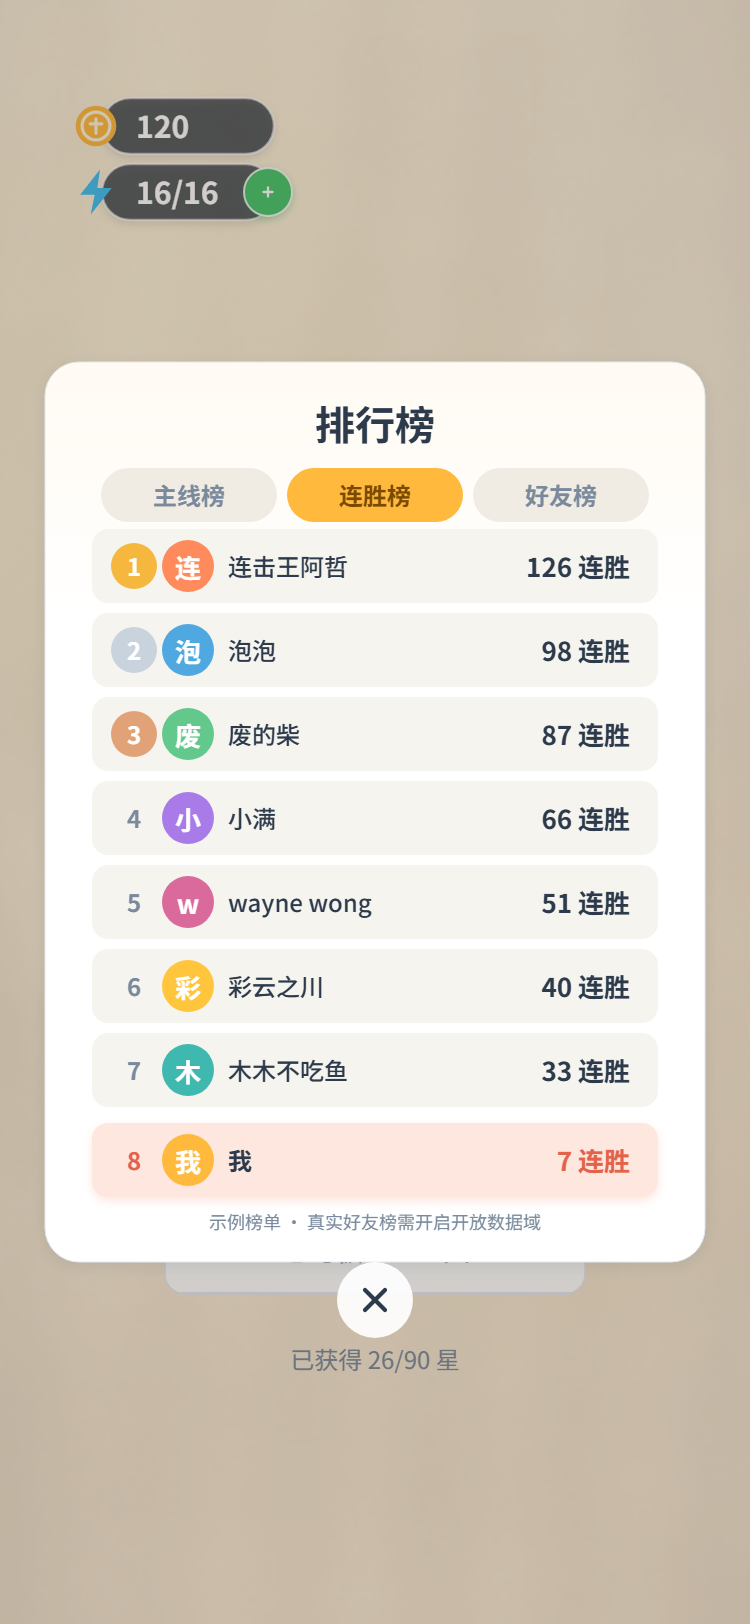 120
16/16
+
排行榜
主线榜 连胜榜 好友榜
1 连 连击王阿哲 126 连胜
2 泡 泡泡 98 连胜
3 废 废的柴 87 连胜
4 小 小满 66 连胜
5 w wayne wong 51 连胜
6 彩 彩云之川 40 连胜
7 木 木木不吃鱼 33 连胜
8 我 我 7 连胜
示例榜单 · 真实好友榜需开启开放数据域
已获得 26/90 星